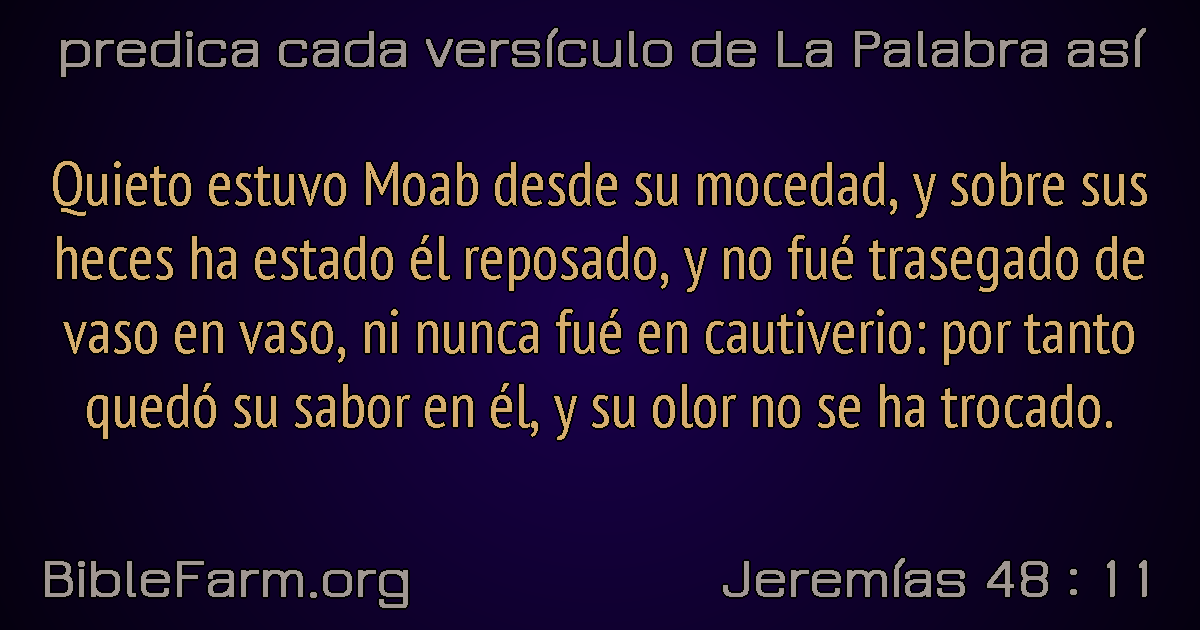 predica cada versículo de La Palabra así
Quieto estuvo Moab desde su mocedad, y sobre sus
heces ha estado él reposado, y no fué trasegado de
vaso en vaso, ni nunca fué en cautiverio: por tanto
quedó su sabor en él, y su olor no se ha trocado.
BibleFarm.org
Jeremías 48 : 11